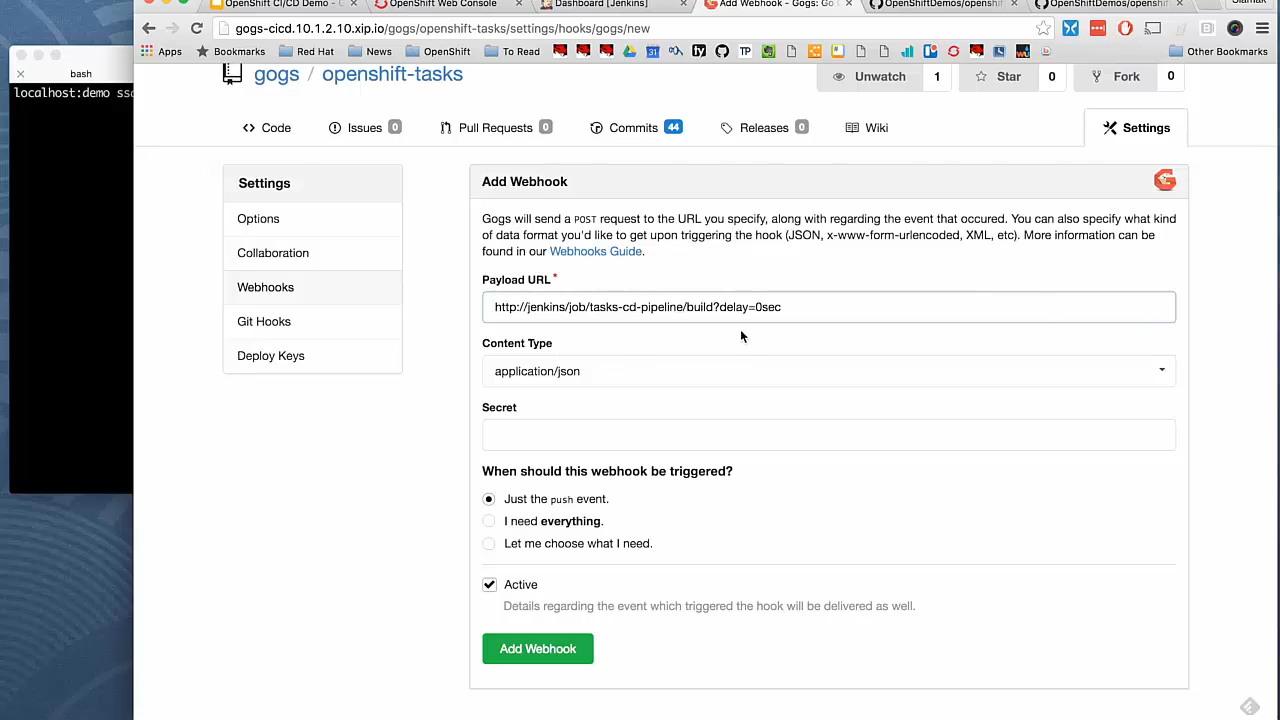 OpenShift CI/CD Demo -
OpenShift Web Console
Dashboard [Jenkins]
Add Webhook - Gogs: Go
OpenShiftDemos/openshif
OpenShiftDemos/openshif
gogs-cicd.10.1.2.10.xip.io/gogs/openshift-tasks/settings/hooks/gogs/new
Apps
Bookmarks
Red Hat
News
OpenShift
To Read
Other Bookmarks
bash
localhost:demo sso
gogs / openshift-tasks
Unwatch 1
Star 0
Fork 0
Code
Issues 0
Pull Requests 0
Commits 44
Releases 0
Wiki
Settings
Settings
Options
Collaboration
Webhooks
Git Hooks
Deploy Keys
Add Webhook
Gogs will send a POST request to the URL you specify, along with regarding the event that occured. You can also specify what kind
of data format you'd like to get upon triggering the hook (JSON, x-www-form-urlencoded, XML, etc). More information can be
found in our Webhooks Guide.
Payload URL *
http://jenkins/job/tasks-cd-pipeline/build?delay=0sec
Content Type
application/json
Secret
When should this webhook be triggered?
Just the push event.
I need everything.
Let me choose what I need.
Active
Details regarding the event which triggered the hook will be delivered as well.
Add Webhook